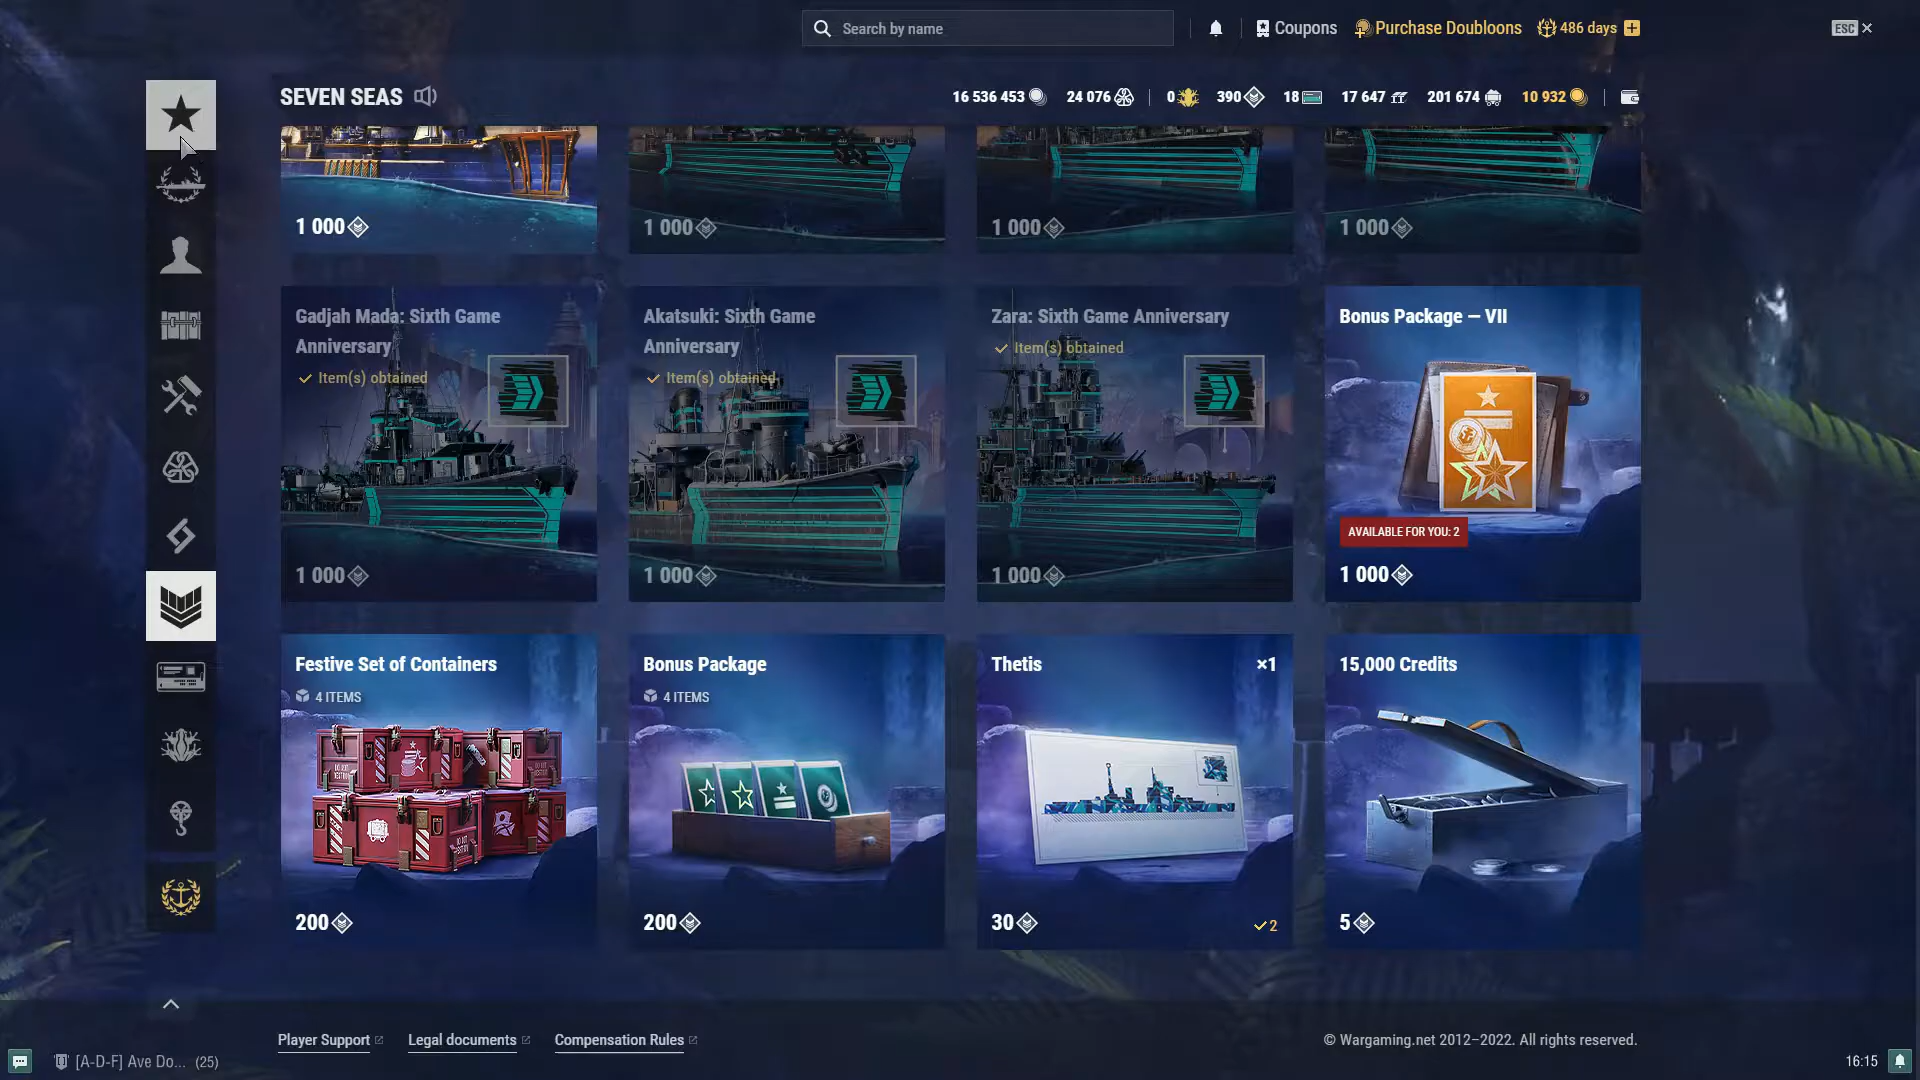 Search by name
Coupons
Purchase Doubloons
486 days
ESC
SEVEN SEAS
16 536 453
24 076
0
390
18
17 647
201 674
10 932
1 000
1 000
1 000
1 000
Gadjah Mada: Sixth Game
Anniversary
Item(s) obtained
1 000
Akatsuki: Sixth Game
Anniversary
Item(s) obtained
1 000
Zara: Sixth Game Anniversary
Item(s) obtained
1 000
Bonus Package — VII
AVAILABLE FOR YOU: 2
1 000
Festive Set of Containers
4 ITEMS
200
Bonus Package
4 ITEMS
200
Thetis ×1
30
2
15,000 Credits
5
Player Support
Legal documents
Compensation Rules
© Wargaming.net 2012–2022. All rights reserved.
[A-D-F] Ave Do... (25)
16:15